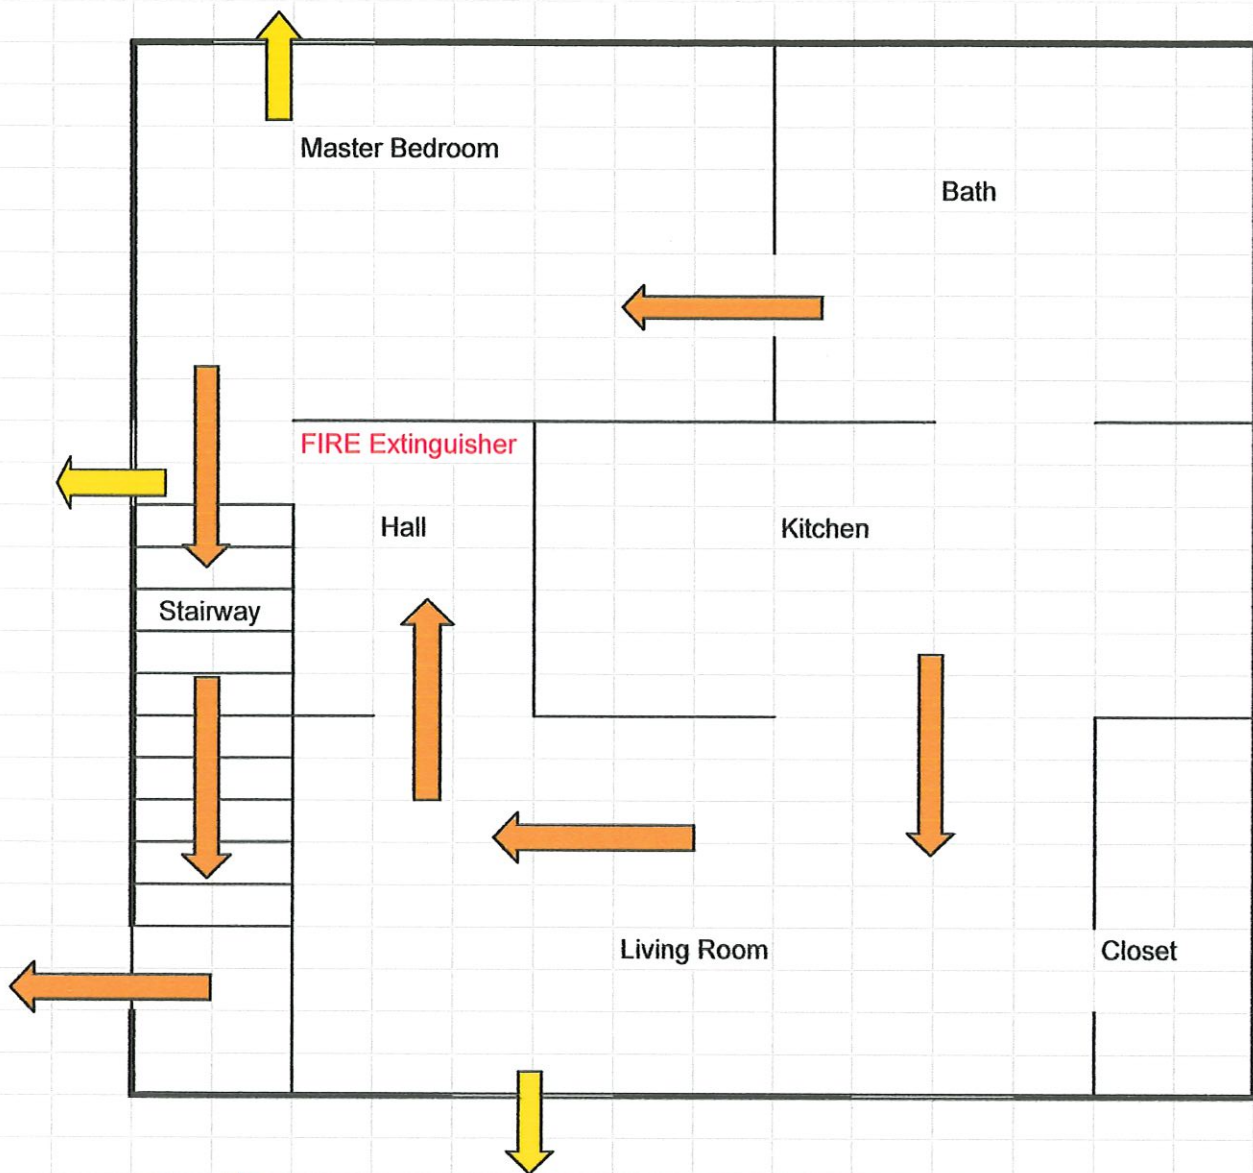 Master Bedroom
Bath
FIRE Extinguisher
Hall
Kitchen
Stairway
Living Room
Closet